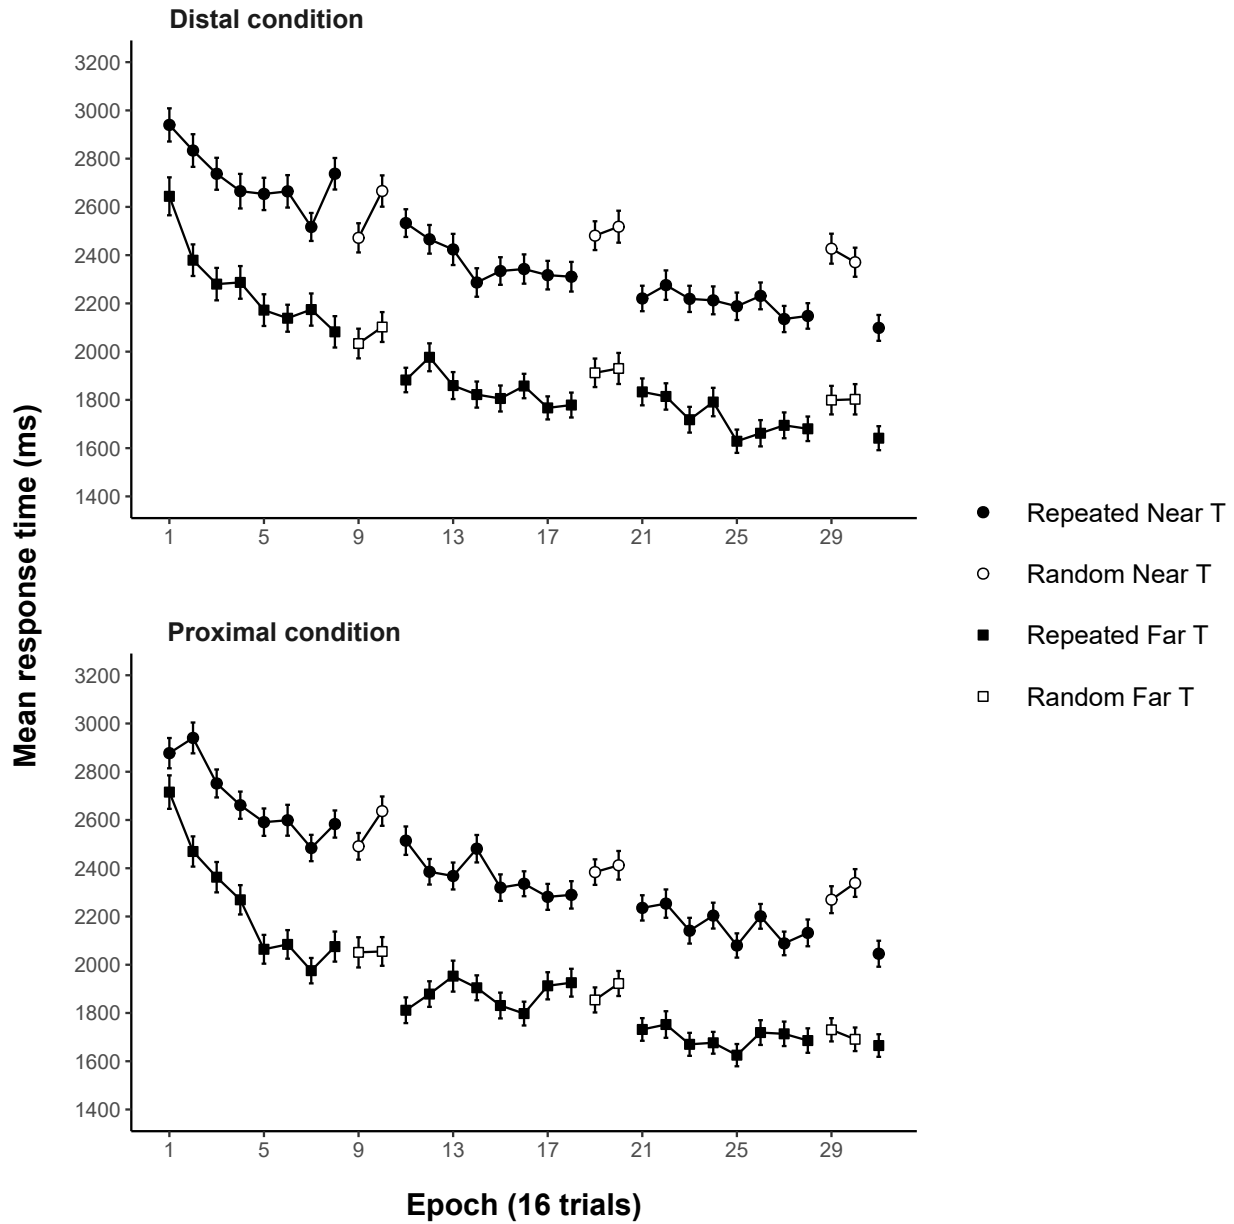 Distal condition
3200
3000
2800
2600
2400
2200
2000
1800
1600
1400
1 5 9 13 17 21 25 29
Mean response time (ms)
Repeated Near T
Random Near T
Repeated Far T
Random Far T
Proximal condition
3200
3000
2800
2600
2400
2200
2000
1800
1600
1400
1 5 9 13 17 21 25 29
Epoch (16 trials)